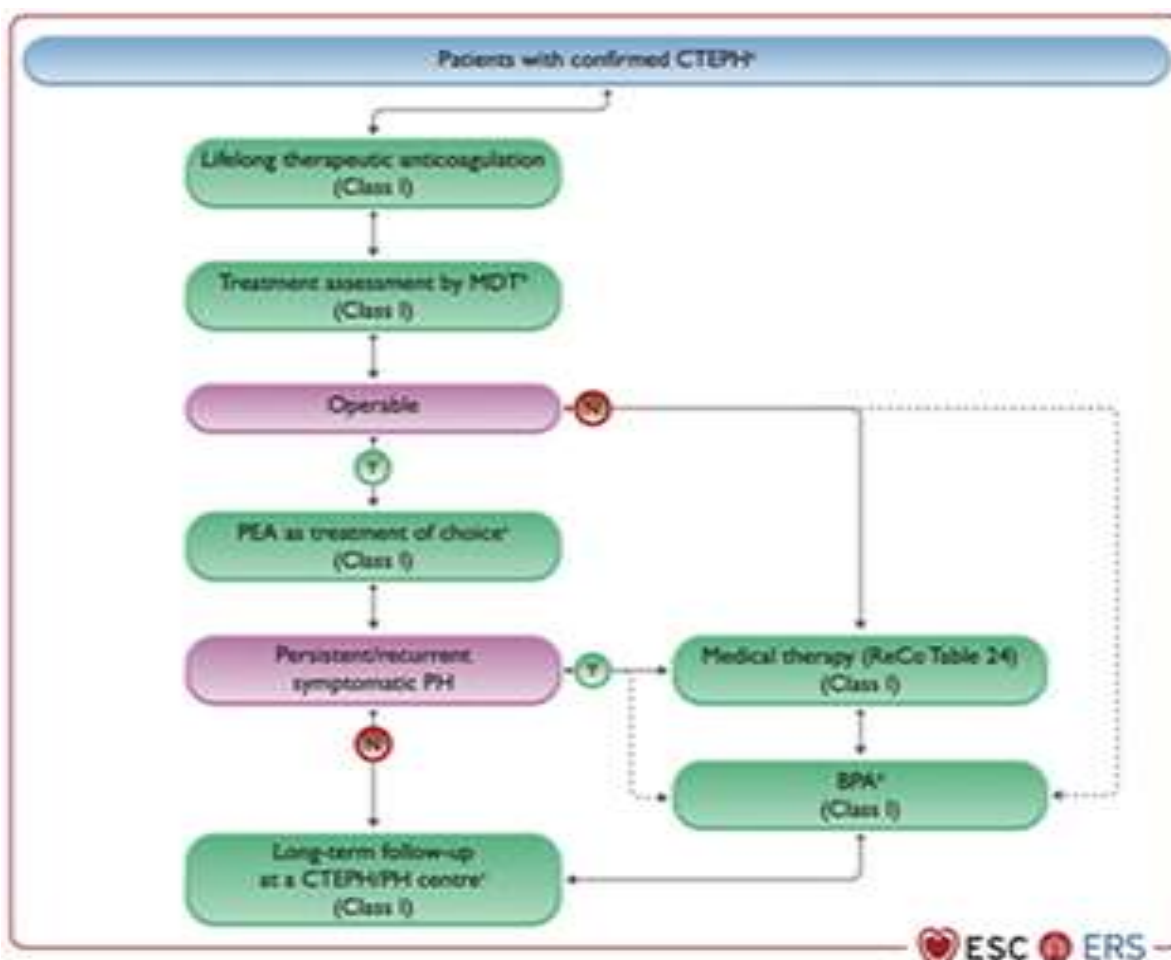 Patients with confirmed CTEPH
Lifelong therapeutic anticoagulation
(Class I)
Treatment assessment by MDT
(Class I)
Operable
N
Y
PEA as treatment of choice
(Class I)
Persistent/recurrent
symptomatic PH
Y
Medical therapy (ReCo Table 24)
(Class I)
N
BPA
(Class I)
Long-term follow-up
at a CTEPH/PH centre
(Class I)
ESC ERS